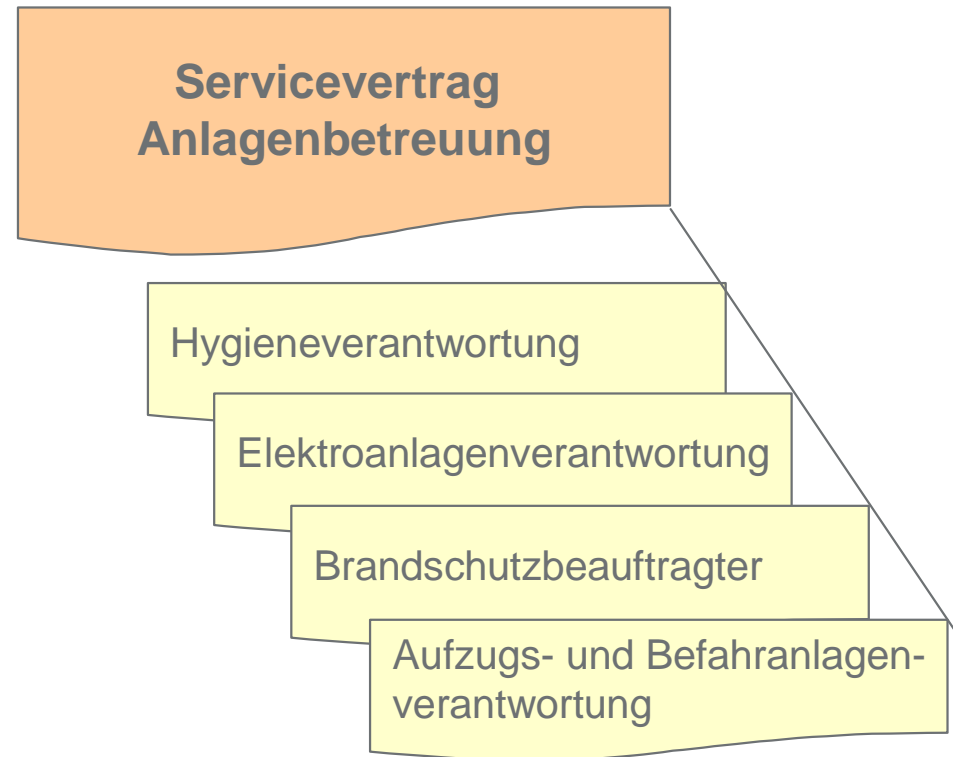 Servicevertrag
Anlagenbetreuung
Hygieneverantwortung
Elektroanlagenverantwortung
Brandschutzbeauftragter
Aufzugs- und Befahranlagen-
verantwortung